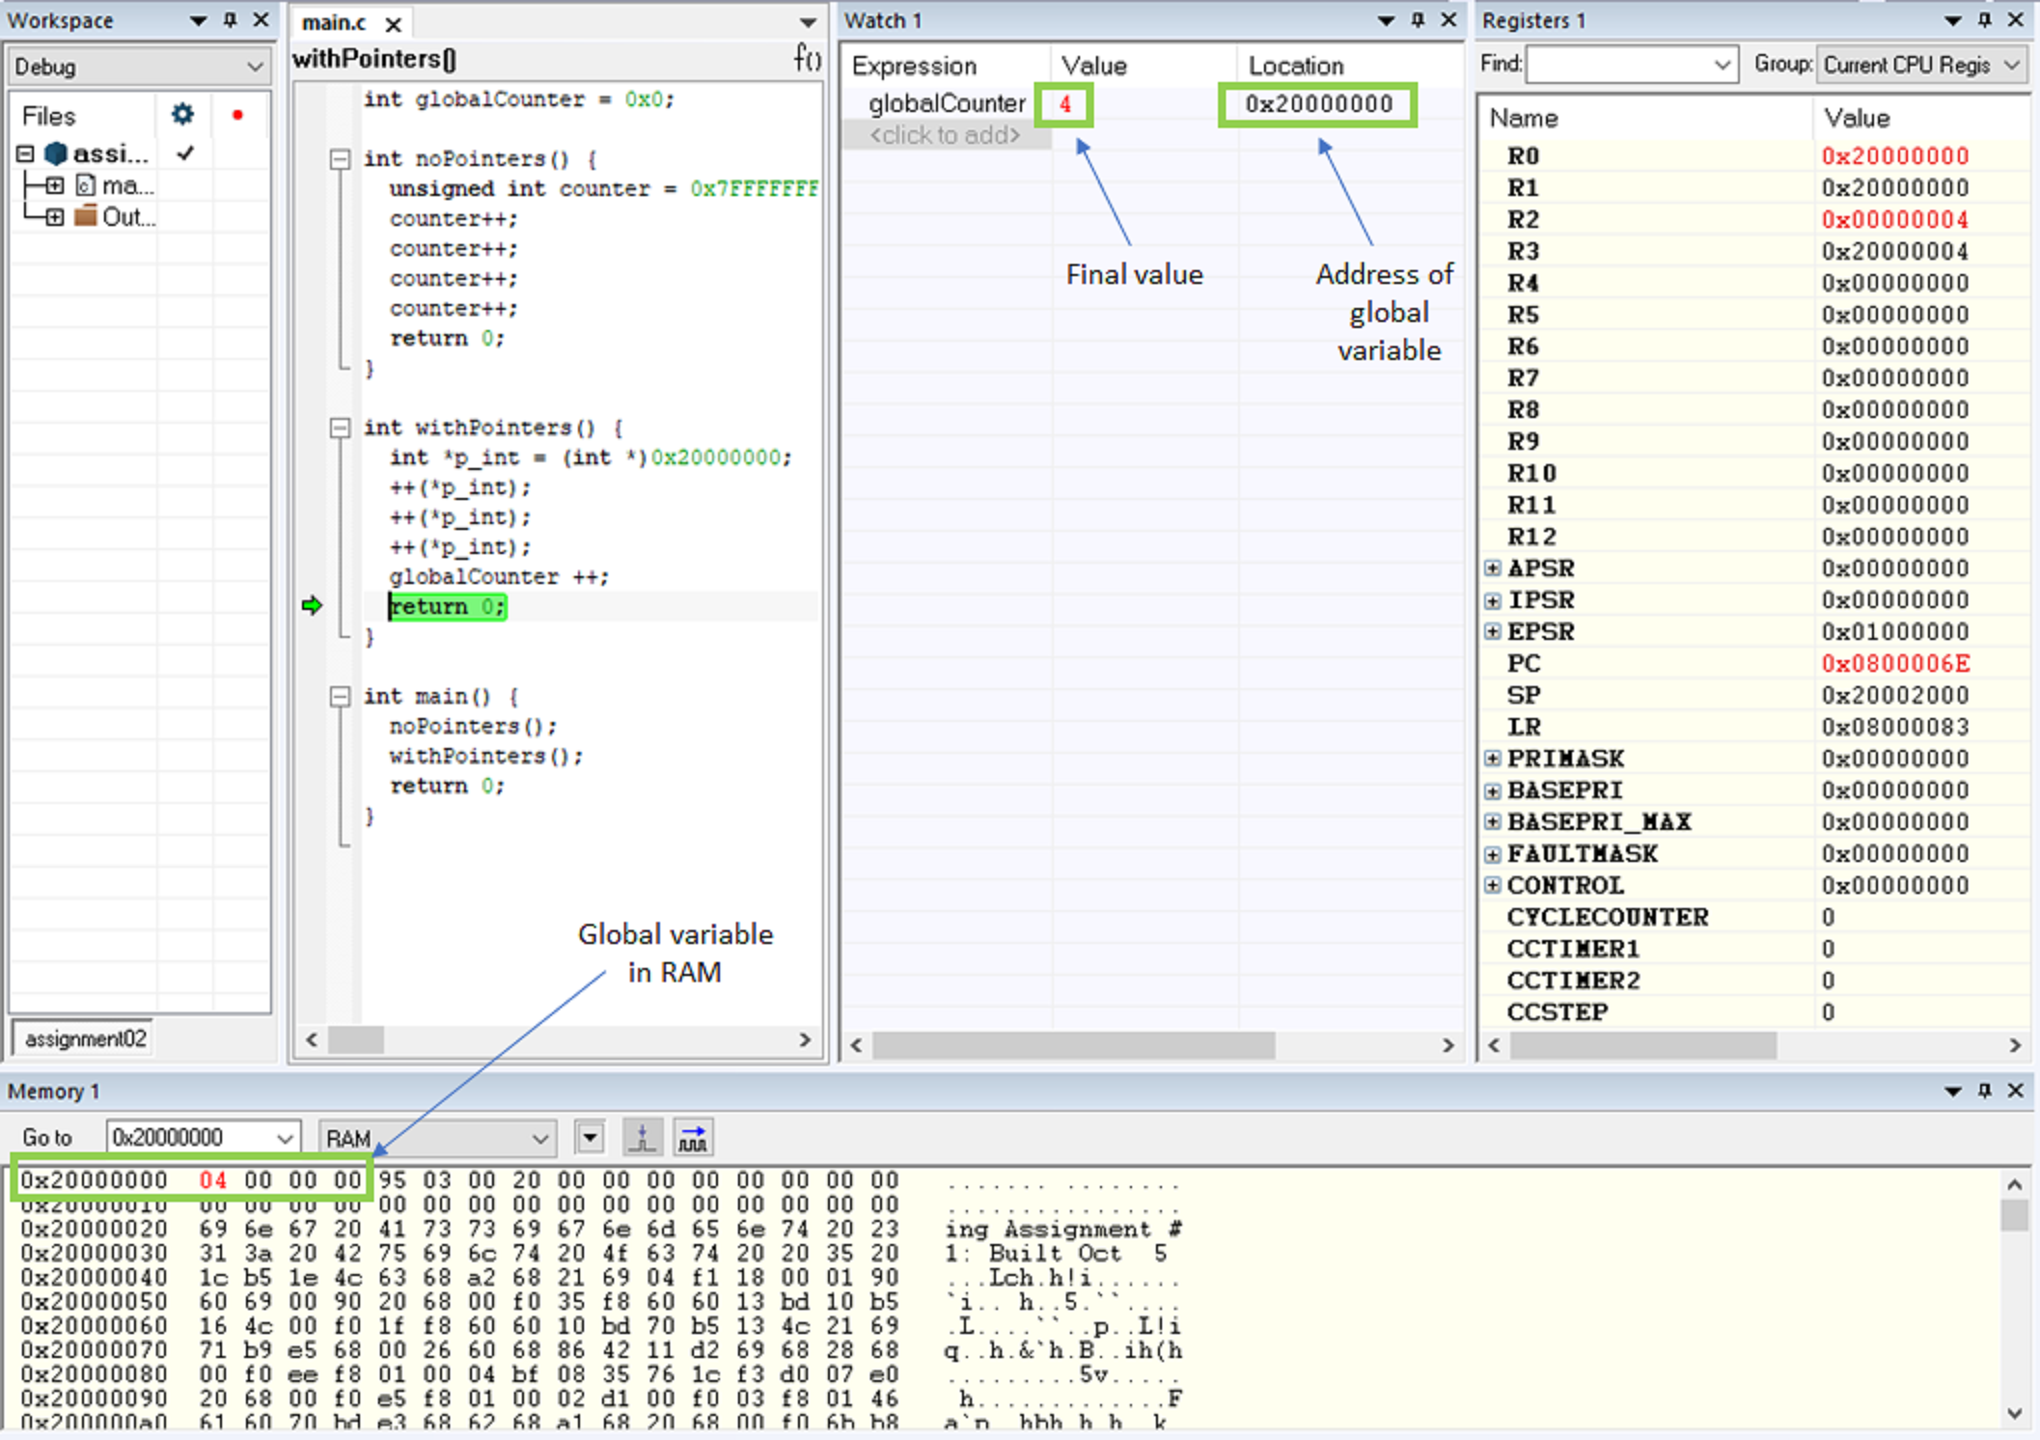 Workspace
Debug
Files
assi...
ma...
Out...
assignment02
main.c
withPointers()
f()
int globalCounter = 0x0;
int noPointers() {
unsigned int counter = 0x7FFFFFFF
counter++;
counter++;
counter++;
counter++;
return 0;
}
int withPointers() {
int *p_int = (int *)0x20000000;
++(*p_int);
++(*p_int);
++(*p_int);
globalCounter ++;
return 0;
}
int main() {
noPointers();
withPointers();
return 0;
}
Global variable
in RAM
Watch 1
Expression Value Location
globalCounter 4 0x20000000
<click to add>
Final value
Address of
global
variable
Registers 1
Find: Group: Current CPU Regis
Name Value
R0 0x20000000
R1 0x20000000
R2 0x00000004
R3 0x20000004
R4 0x00000000
R5 0x00000000
R6 0x00000000
R7 0x00000000
R8 0x00000000
R9 0x00000000
R10 0x00000000
R11 0x00000000
R12 0x00000000
APSR 0x00000000
IPSR 0x00000000
EPSR 0x01000000
PC 0x0800006E
SP 0x20002000
LR 0x08000083
PRIMASK 0x00000000
BASEPRI 0x00000000
BASEPRI_MAX 0x00000000
FAULTMASK 0x00000000
CONTROL 0x00000000
CYCLECOUNTER 0
CCTIMER1 0
CCTIMER2 0
CCSTEP 0
Memory 1
Go to 0x20000000 RAM
0x20000000 04 00 00 00 95 03 00 20 00 00 00 00 00 00 00 00 ....... ........
0x20000010 00 00 00 00 00 00 00 00 00 00 00 00 00 00 00 00 ................
0x20000020 69 6e 67 20 41 73 73 69 67 6e 6d 65 6e 74 20 23 ing Assignment #
0x20000030 31 3a 20 42 75 69 6c 74 20 4f 63 74 20 20 35 20 1: Built Oct  5
0x20000040 1c b5 1e 4c 63 68 a2 68 21 69 04 f1 18 00 01 90 ...Lch.h!i......
0x20000050 60 69 00 90 20 68 00 f0 35 f8 60 60 13 bd 10 b5 `i.. h..5.``....
0x20000060 16 4c 00 f0 1f f8 60 60 10 bd 70 b5 13 4c 21 69 .L....``..p..L!i
0x20000070 71 b9 e5 68 00 26 60 68 86 42 11 d2 69 68 28 68 q..h.&`h.B..ih(h
0x20000080 00 f0 ee f8 01 00 04 bf 08 35 76 1c f3 d0 07 e0 .........5v.....
0x20000090 20 68 00 f0 e5 f8 01 00 02 d1 00 f0 03 f8 01 46 h.............F
0x200000a0 61 60 70 bd e3 68 62 68 a1 68 20 68 00 f0 6b b8 a`p..hbh.h h..k.